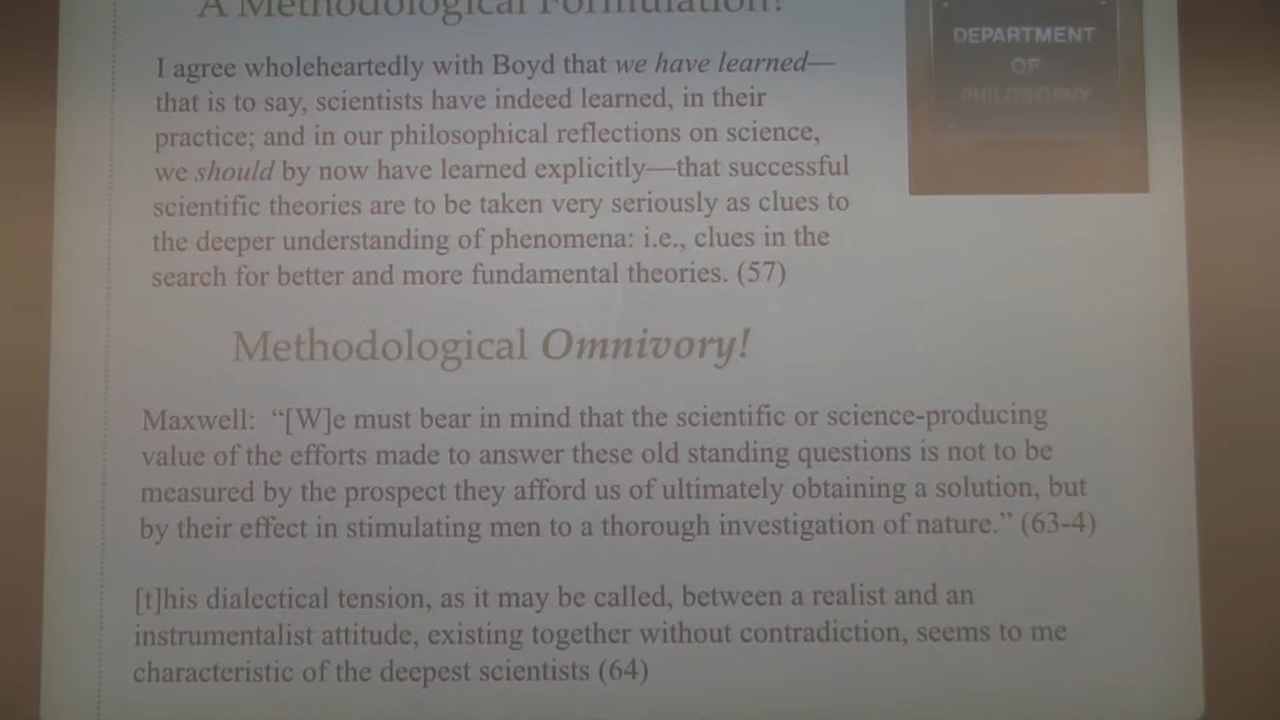 A Methodological Formulation?
DEPARTMENT
OF
PHILOSOPHY
I agree wholeheartedly with Boyd that we have learned—
that is to say, scientists have indeed learned, in their
practice; and in our philosophical reflections on science,
we should by now have learned explicitly—that successful
scientific theories are to be taken very seriously as clues to
the deeper understanding of phenomena: i.e., clues in the
search for better and more fundamental theories. (57)
Methodological Omnivory!
Maxwell: “[W]e must bear in mind that the scientific or science-producing
value of the efforts made to answer these old standing questions is not to be
measured by the prospect they afford us of ultimately obtaining a solution, but
by their effect in stimulating men to a thorough investigation of nature.” (63-4)
[t]his dialectical tension, as it may be called, between a realist and an
instrumentalist attitude, existing together without contradiction, seems to me
characteristic of the deepest scientists (64)